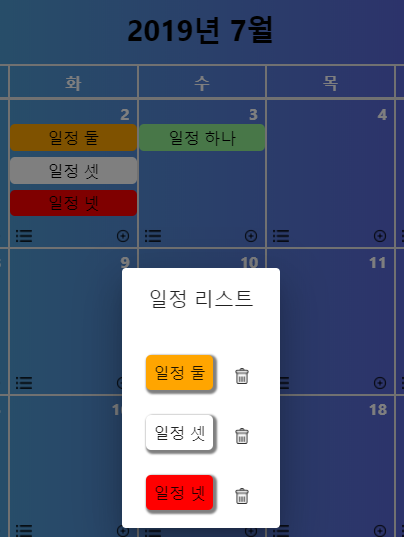 2019년 7월
화 수 목
2 3 4
일정 둘 일정 하나
일정 셋
일정 넷
9 10 11
일정 리스트
일정 둘
일정 셋
18
일정 넷